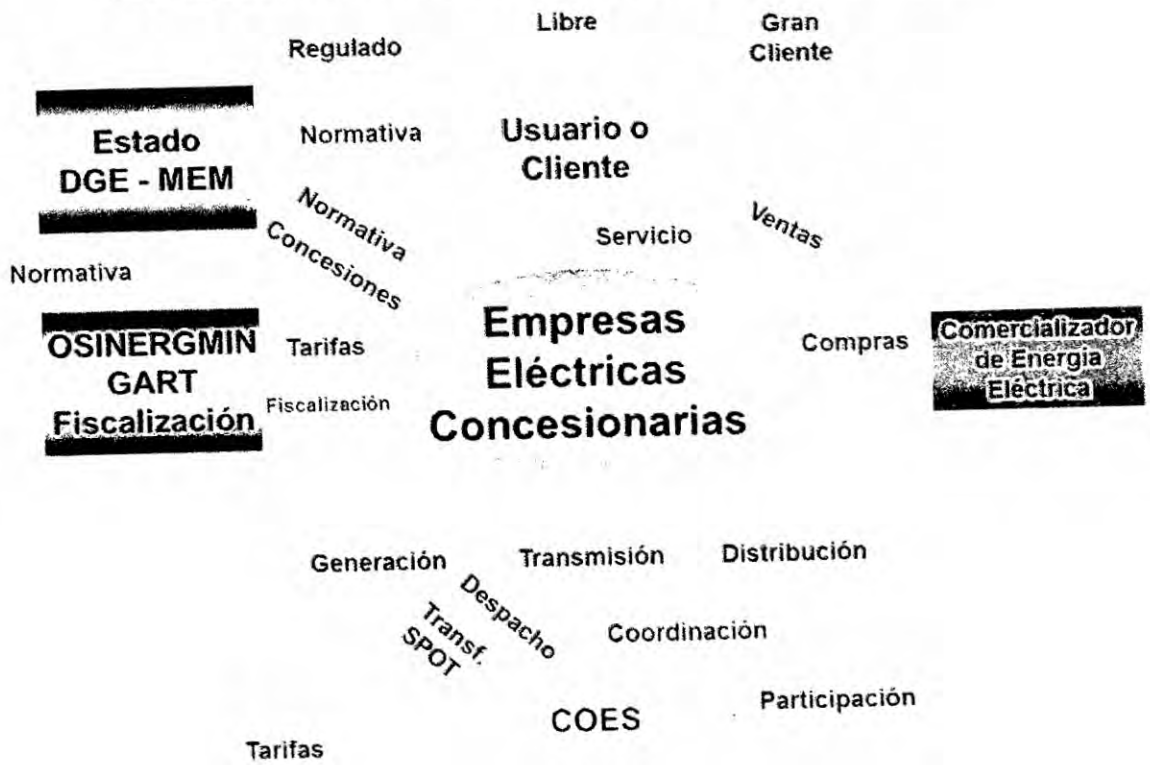 Libre
Gran
Cliente
Regulado
Estado
DGE - MEM
Normativa
Usuario o
Cliente
Normativa
Concesiones
Servicio
Ventas
Normativa
OSINERGMIN
GART
Fiscalización
Tarifas
Fiscalización
Empresas
Eléctricas
Concesionarias
Compras
Comercializador
de Energia
Eléctrica
Generación
Transmisión
Distribución
Despacho
Transf.
SPOT
Coordinación
COES
Participación
Tarifas